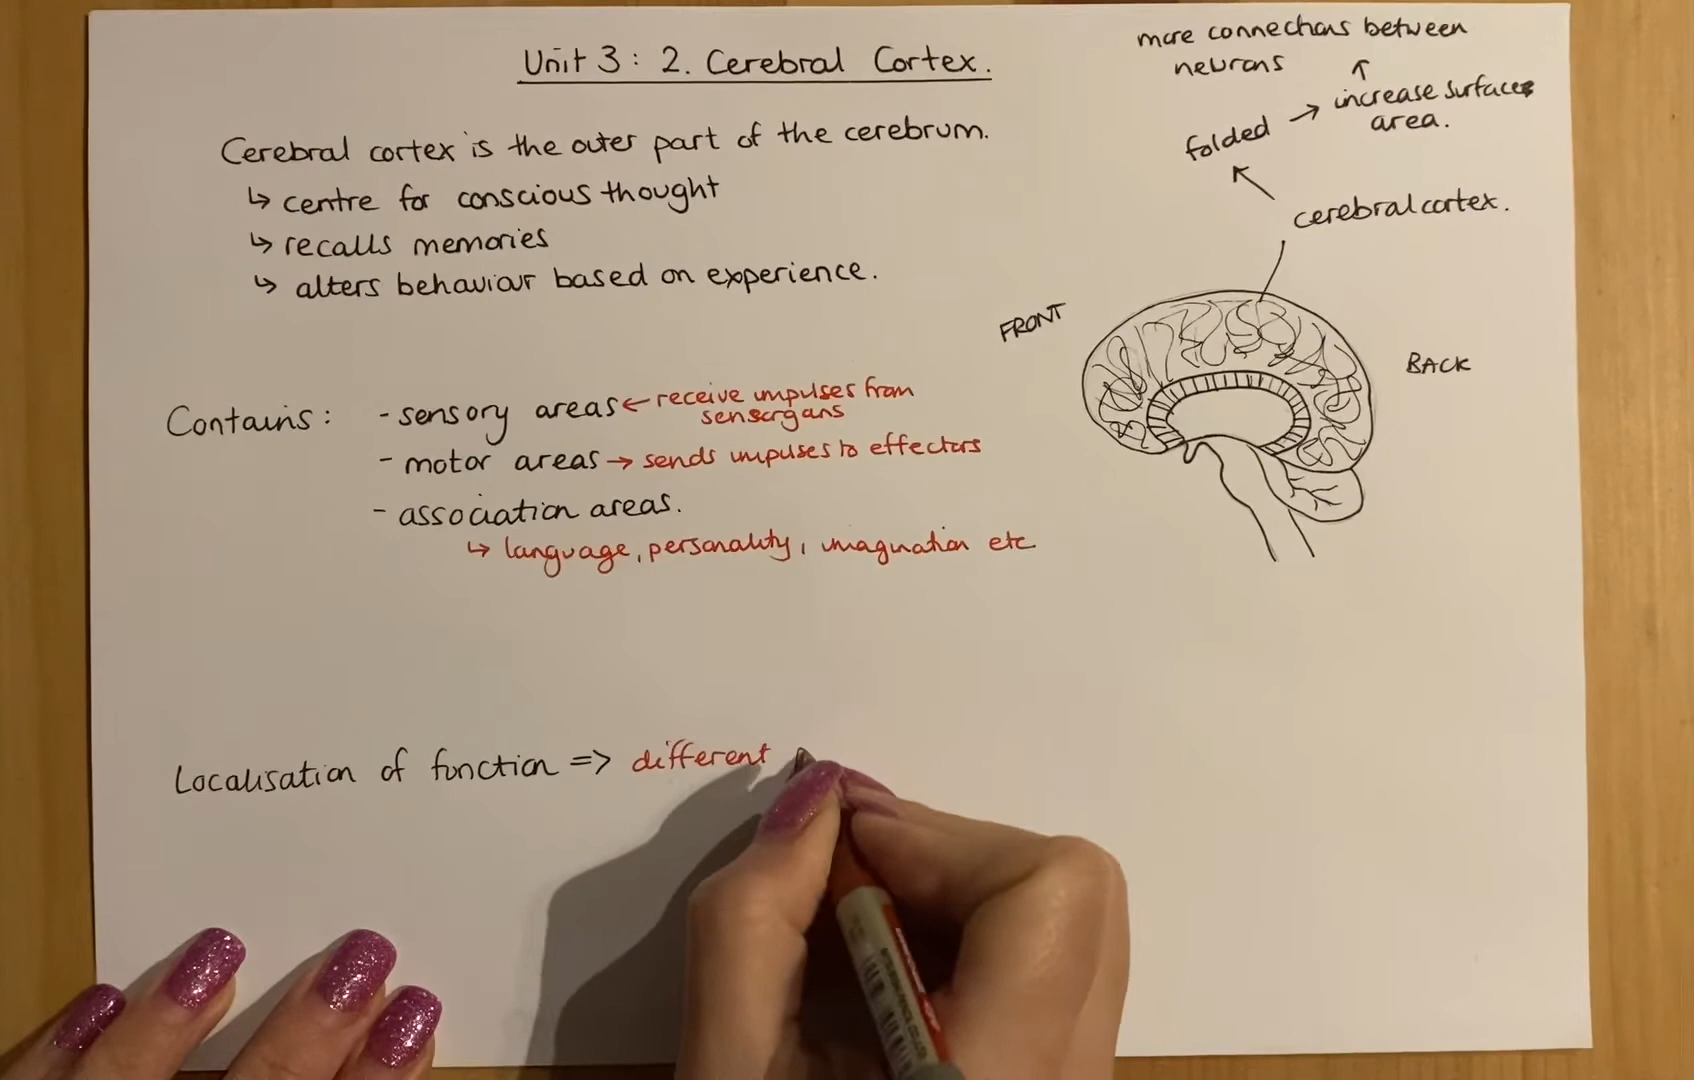 Unit 3 : 2. Cerebral Cortex.
Cerebral cortex is the outer part of the cerebrum.
↳ centre for conscious thought
↳ recalls memories
↳ alters behaviour based on experience.
Contains : - sensory areas ← receive impulses from
sensorgans
- motor areas → sends impulses to effectors
- association areas.
↳ language, personality, imagination etc
Localisation of function => different
more connections between
neurons ↑
folded → increase surface
area.
cerebral cortex.
FRONT
BACK